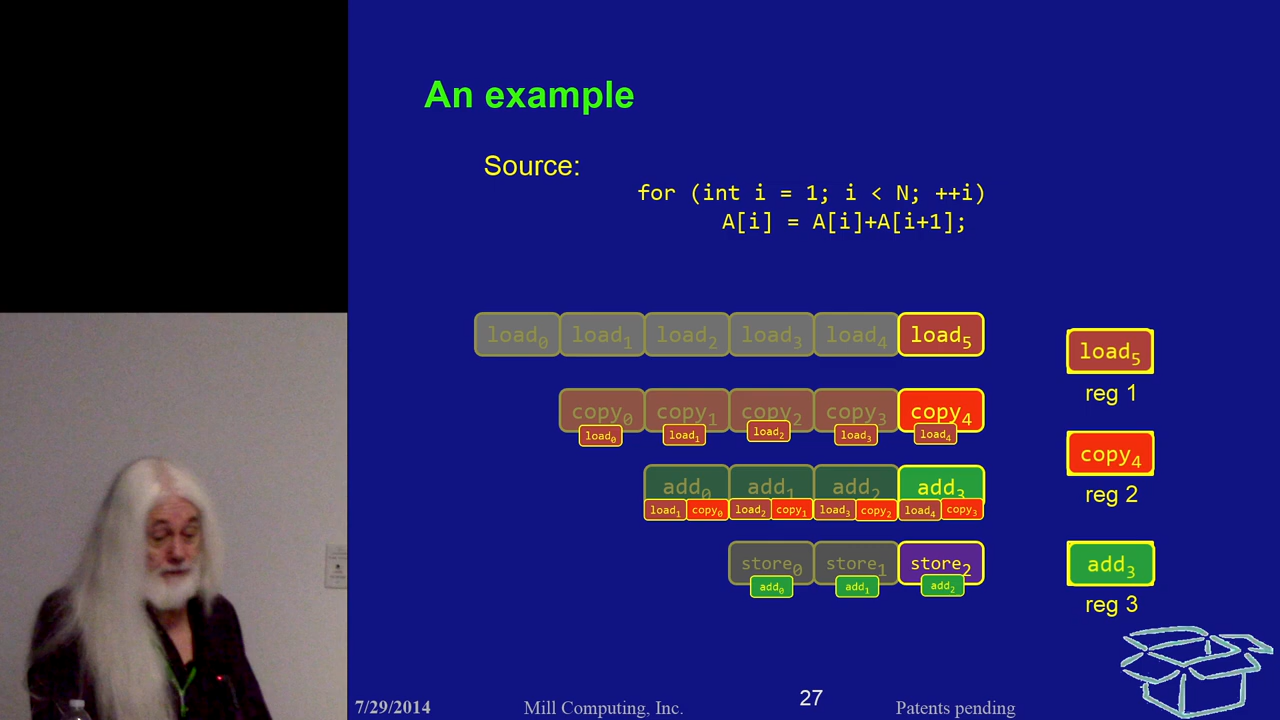 An example
Source:
for (int i = 1; i < N; ++i)
A[i] = A[i]+A[i+1];
load₀ load₁ load₂ load₃ load₄ load₅
copy₀ copy₁ copy₂ copy₃ copy₄
load₀ load₁ load₂ load₃ load₄
add₀ add₁ add₂ add₃
load₁ copy₀ load₂ copy₁ load₃ copy₂ load₄ copy₃
store₀ store₁ store₂
add₀ add₁ add₂
load₅
reg 1
copy₄
reg 2
add₃
reg 3
7/29/2014 Mill Computing, Inc. 27 Patents pending